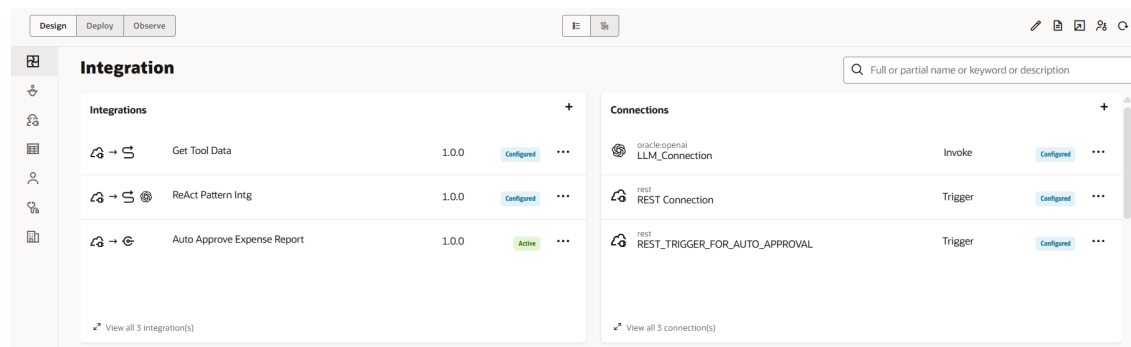 Design Deploy Observe
Integration
Full or partial name or keyword or description
Integrations +
Get Tool Data 1.0.0 Configured ...
ReAct Pattern Intg 1.0.0 Configured ...
Auto Approve Expense Report 1.0.0 Active ...
View all 3 integration(s)
Connections +
oracle:openai
LLM_Connection Invoke Configured ...
rest
REST Connection Trigger Configured ...
rest
REST_TRIGGER_FOR_AUTO_APPROVAL Trigger Configured ...
View all 3 connection(s)